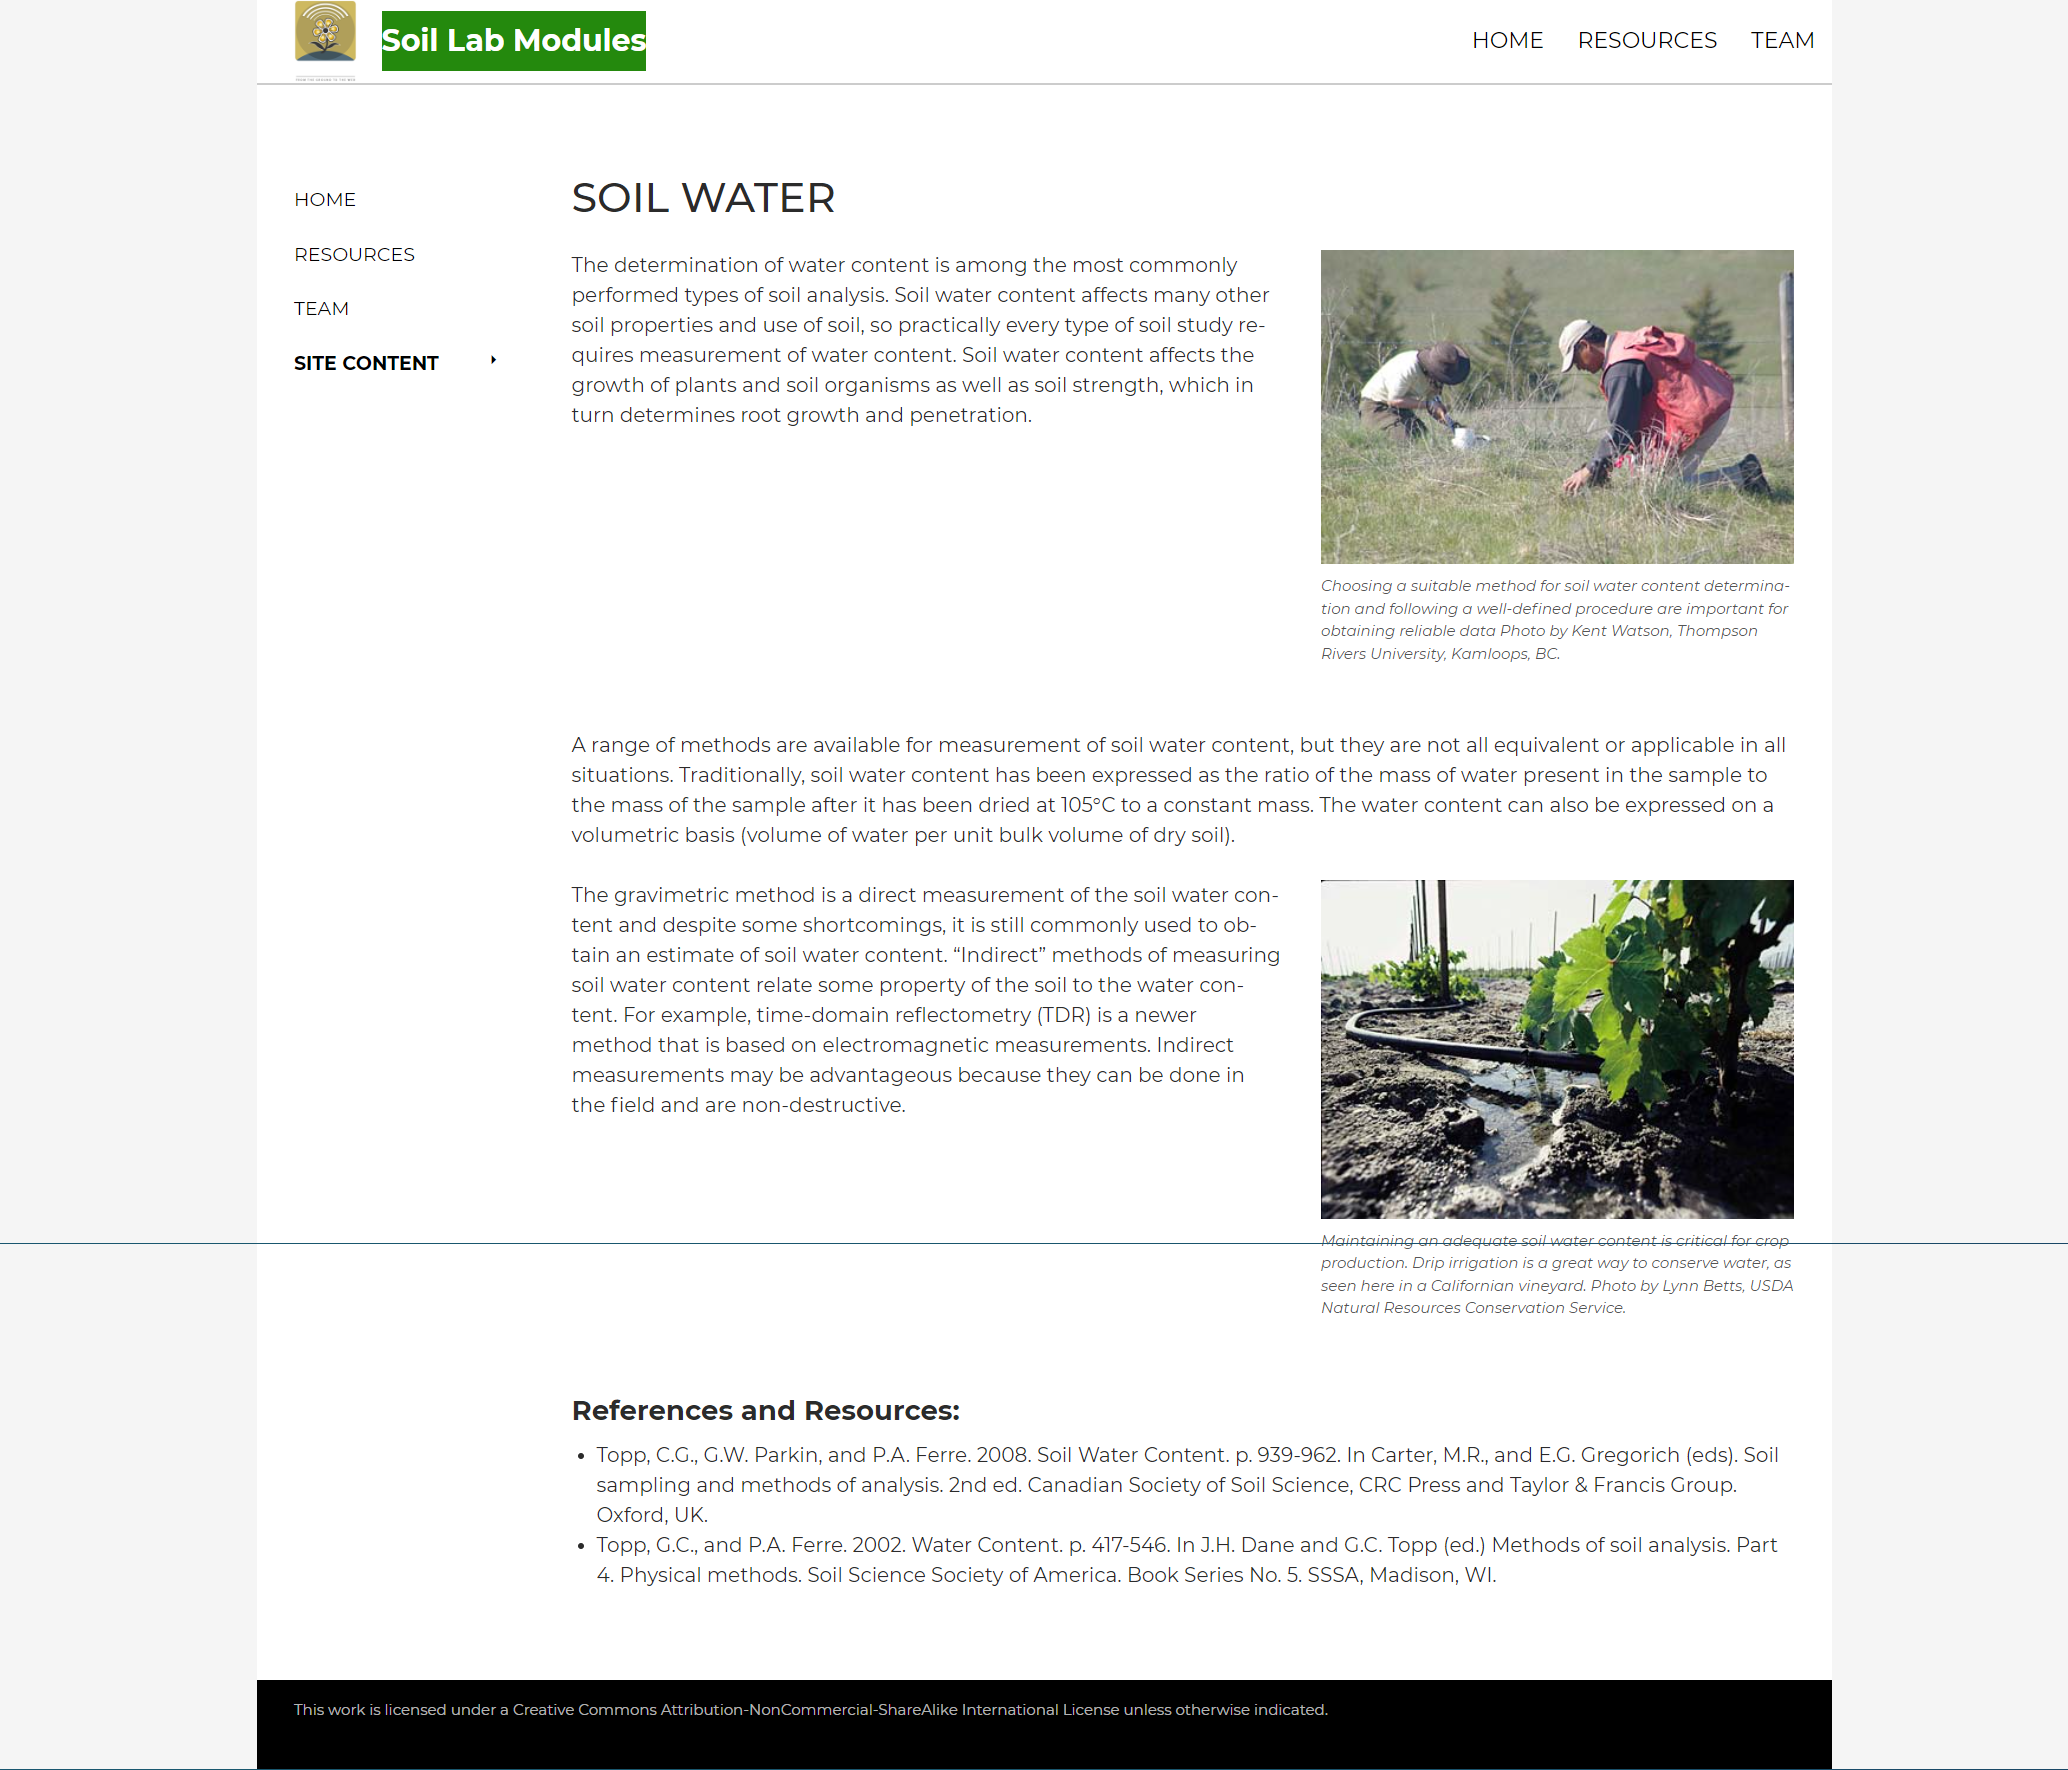 Soil Lab Modules
HOME RESOURCES TEAM
HOME
RESOURCES
TEAM
SITE CONTENT
SOIL WATER
The determination of water content is among the most commonly
performed types of soil analysis. Soil water content affects many other
soil properties and use of soil, so practically every type of soil study re-
quires measurement of water content. Soil water content affects the
growth of plants and soil organisms as well as soil strength, which in
turn determines root growth and penetration.
Choosing a suitable method for soil water content determina-
tion and following a well-defined procedure are important for
obtaining reliable data Photo by Kent Watson, Thompson
Rivers University, Kamloops, BC.
A range of methods are available for measurement of soil water content, but they are not all equivalent or applicable in all
situations. Traditionally, soil water content has been expressed as the ratio of the mass of water present in the sample to
the mass of the sample after it has been dried at 105°C to a constant mass. The water content can also be expressed on a
volumetric basis (volume of water per unit bulk volume of dry soil).
The gravimetric method is a direct measurement of the soil water con-
tent and despite some shortcomings, it is still commonly used to ob-
tain an estimate of soil water content. “Indirect” methods of measuring
soil water content relate some property of the soil to the water con-
tent. For example, time-domain reflectometry (TDR) is a newer
method that is based on electromagnetic measurements. Indirect
measurements may be advantageous because they can be done in
the field and are non-destructive.
Maintaining an adequate soil water content is critical for crop
production. Drip irrigation is a great way to conserve water, as
seen here in a Californian vineyard. Photo by Lynn Betts, USDA
Natural Resources Conservation Service.
References and Resources:
• Topp, C.G., G.W. Parkin, and P.A. Ferre. 2008. Soil Water Content. p. 939-962. In Carter, M.R., and E.G. Gregorich (eds). Soil
sampling and methods of analysis. 2nd ed. Canadian Society of Soil Science, CRC Press and Taylor & Francis Group.
Oxford, UK.
• Topp, G.C., and P.A. Ferre. 2002. Water Content. p. 417-546. In J.H. Dane and G.C. Topp (ed.) Methods of soil analysis. Part
4. Physical methods. Soil Science Society of America. Book Series No. 5. SSSA, Madison, WI.
This work is licensed under a Creative Commons Attribution-NonCommercial-ShareAlike International License unless otherwise indicated.